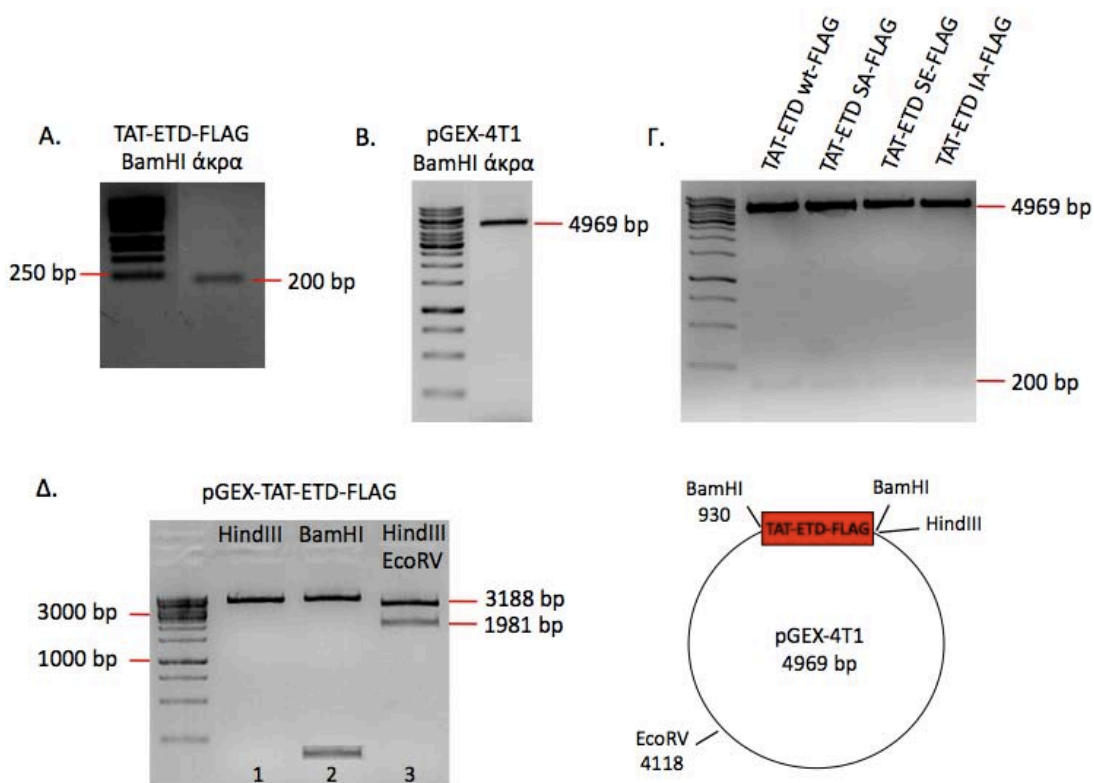 A.
TAT-ETD-FLAG
BamHI άκρα
250 bp
200 bp
B.
pGEX-4T1
BamHI άκρα
4969 bp
Γ.
TAT-ETD wt-FLAG
TAT-ETD SA-FLAG
TAT-ETD SE-FLAG
TAT-ETD IA-FLAG
4969 bp
200 bp
Δ.
pGEX-TAT-ETD-FLAG
HindIII
BamHI
HindIII
EcoRV
3000 bp
1000 bp
3188 bp
1981 bp
1
2
3
BamHI
930
TAT-ETD-FLAG
BamHI
HindIII
pGEX-4T1
4969 bp
EcoRV
4118